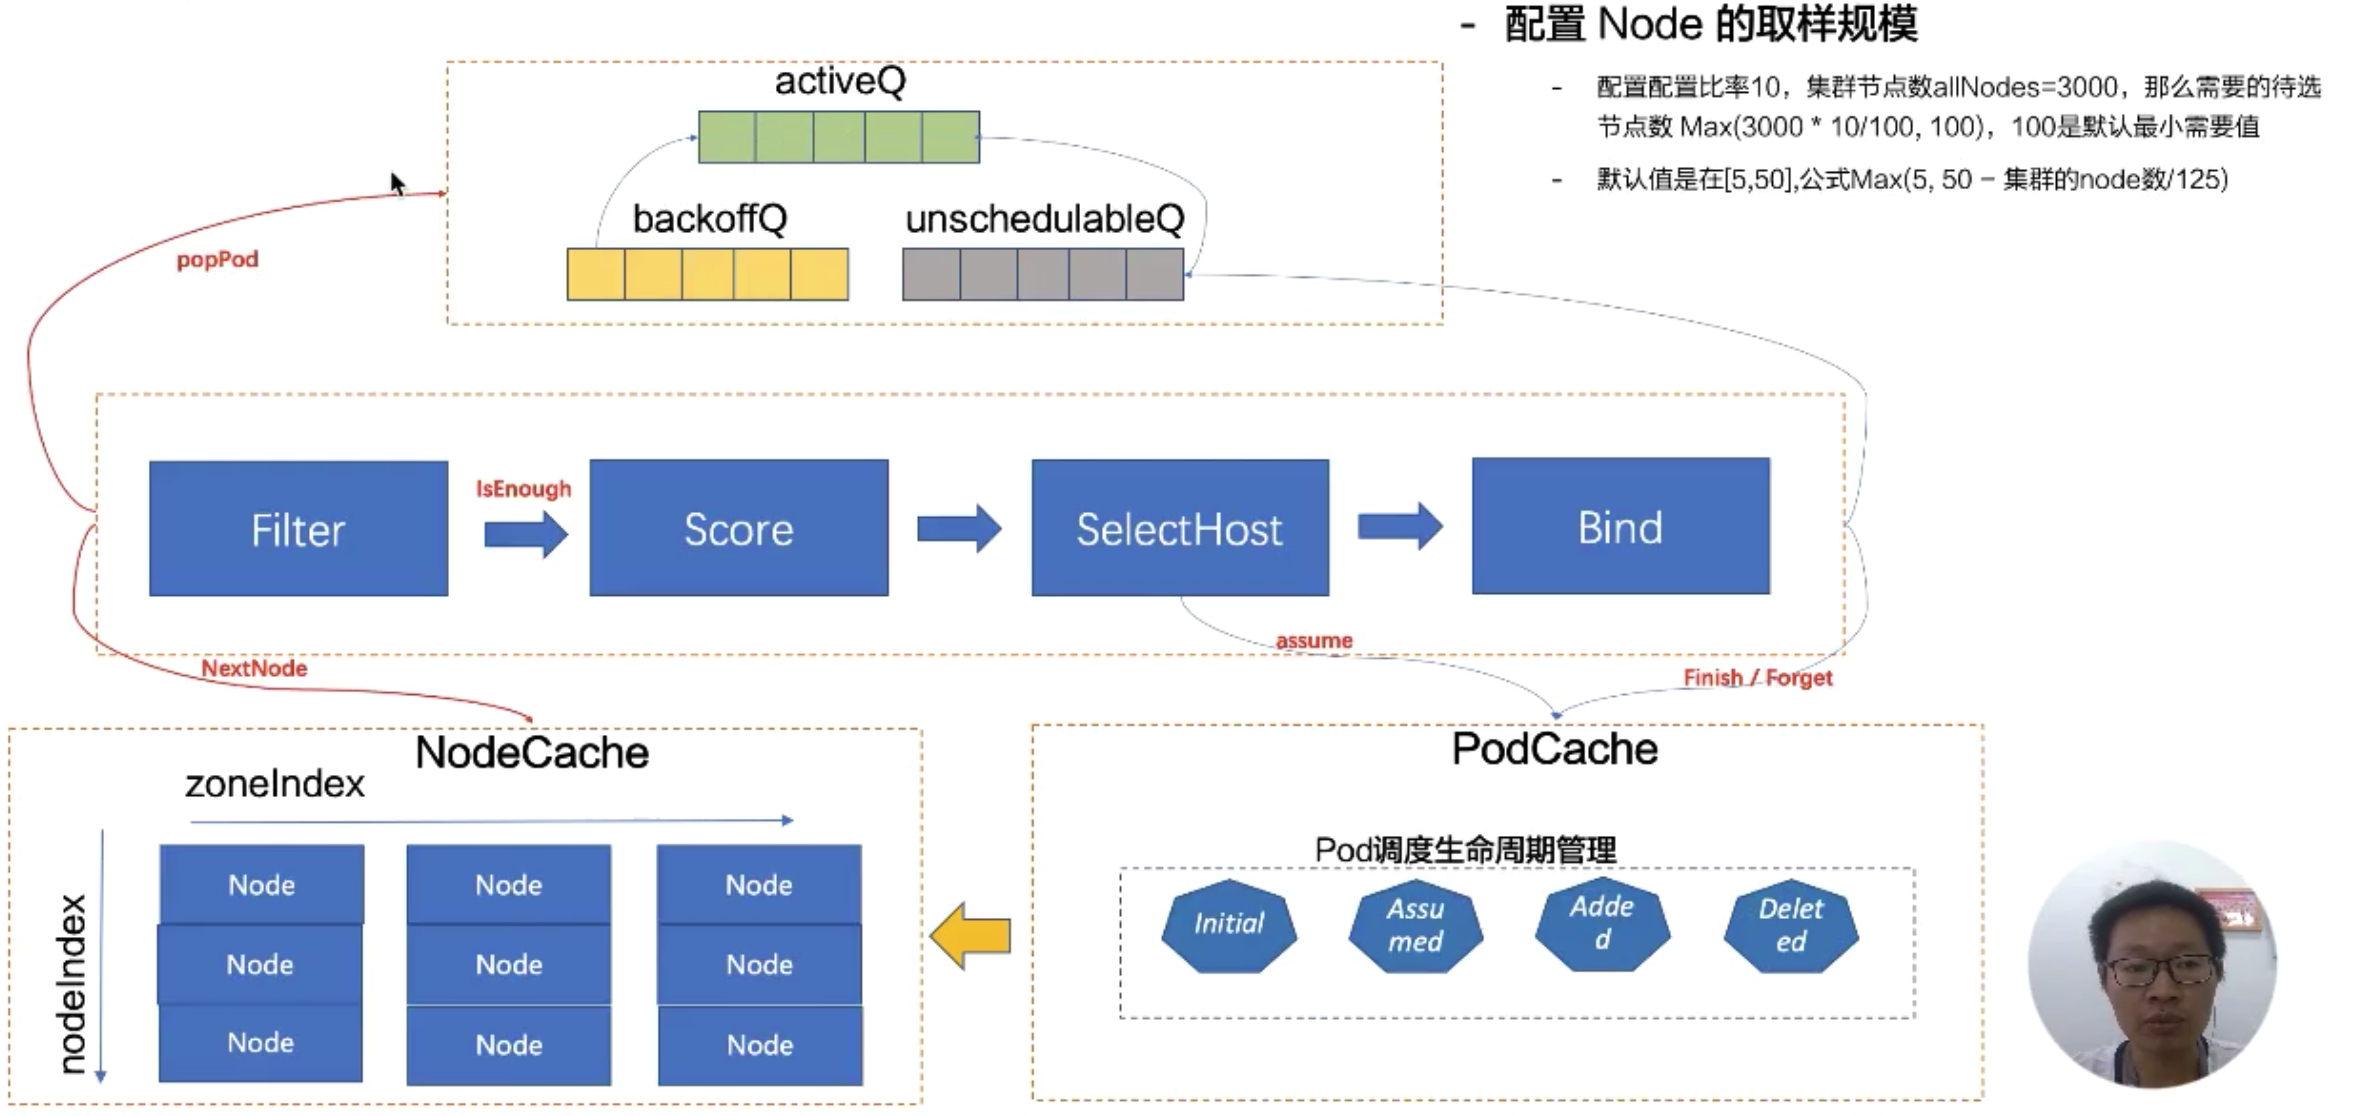 - 配置 Node 的取样规模
- 配置配置比率10，集群节点数allNodes=3000，那么需要的待选
节点数 Max(3000 * 10/100, 100)，100是默认最小需要值
- 默认值是在[5,50],公式Max(5, 50 – 集群的node数/125)
activeQ
backoffQ
unschedulableQ
popPod
Filter
IsEnough
Score
SelectHost
Bind
NextNode
assume
Finish / Forget
NodeCache
zoneIndex
nodeIndex
Node
Node
Node
Node
Node
Node
Node
Node
Node
PodCache
Pod调度生命周期管理
Initial
Assu
med
Adde
d
Delet
ed